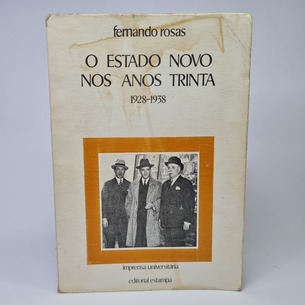 fernando rosas
O ESTADO NOVO
NOS ANOS TRINTA
1928-1938
imprensa universitária
editorial estampa